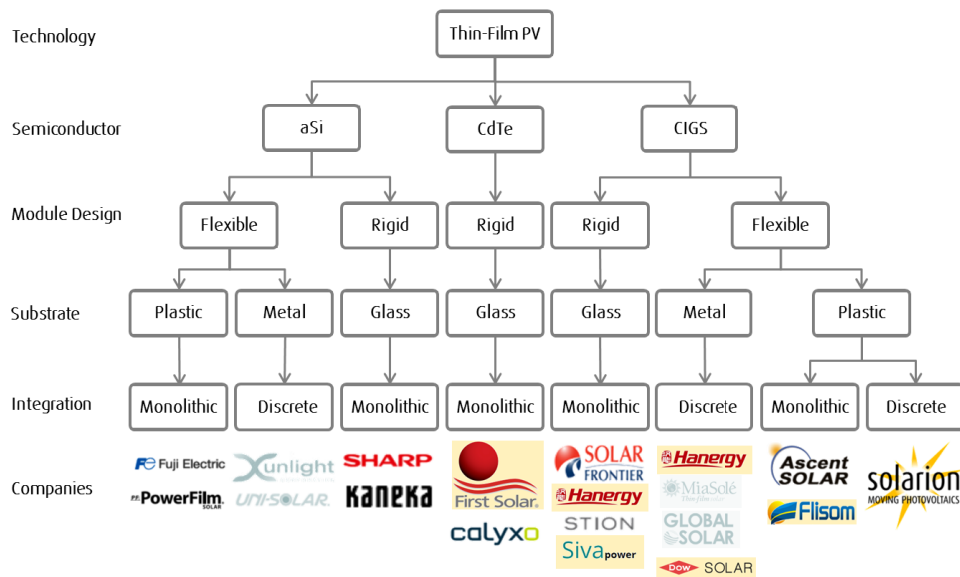 Technology
Thin-Film PV
Semiconductor
aSi
CdTe
CIGS
Module Design
Flexible
Rigid
Rigid
Rigid
Flexible
Substrate
Plastic
Metal
Glass
Glass
Glass
Metal
Plastic
Integration
Monolithic
Discrete
Monolithic
Monolithic
Monolithic
Discrete
Monolithic
Discrete
Companies
Fe Fuji Electric
PowerFilm
SOLAR
Xunlight
UNI-SOLAR.
SHARP
KANEKA
First Solar
calyxo
SOLAR
FRONTIER
Hanergy
STION
Siva power
Hanergy
MiaSolé
GLOBAL
SOLAR
DOW SOLAR
Ascent
SOLAR
Flisom
solarion
MOVING PHOTOVOLTAICS